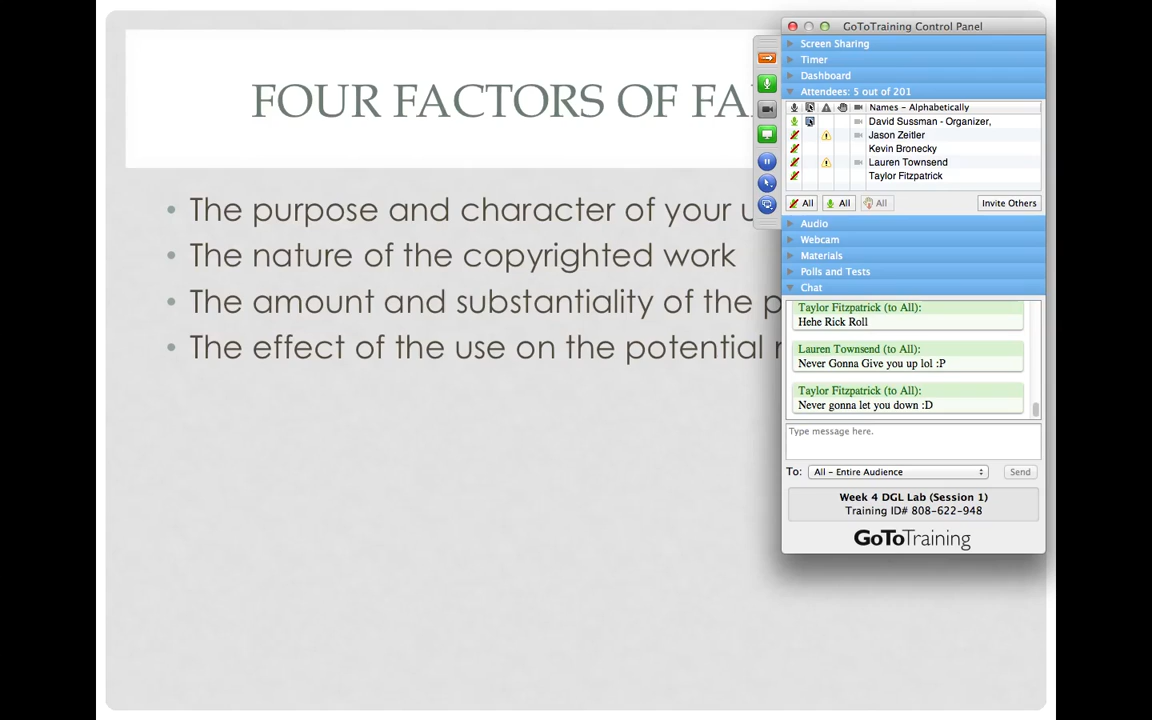 FOUR FACTORS OF FA
The purpose and character of your u
The nature of the copyrighted work
The amount and substantiality of the p
The effect of the use on the potential
GoToTraining Control Panel
Screen Sharing
Timer
Dashboard
Attendees: 5 out of 201
Names - Alphabetically
David Sussman - Organizer,
Jason Zeitler
Kevin Bronecky
Lauren Townsend
Taylor Fitzpatrick
All All All Invite Others
Audio
Webcam
Materials
Polls and Tests
Chat
Taylor Fitzpatrick (to All):
Hehe Rick Roll
Lauren Townsend (to All):
Never Gonna Give you up lol :P
Taylor Fitzpatrick (to All):
Never gonna let you down :D
Type message here.
To: All - Entire Audience Send
Week 4 DGL Lab (Session 1)
Training ID# 808-622-948
GoToTraining